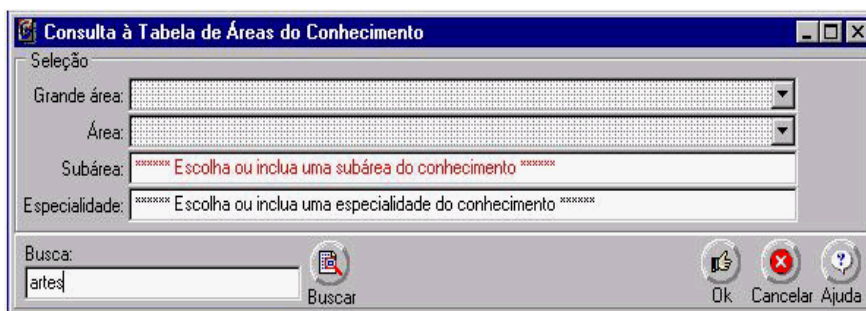 Consulta à Tabela de Áreas do Conhecimento
Seleção
Grande área:
Área:
Subárea: ****** Escolha ou inclua uma subárea do conhecimento ******
Especialidade: ****** Escolha ou inclua uma especialidade do conhecimento ******
Busca:
artes
Buscar
Ok Cancelar Ajuda